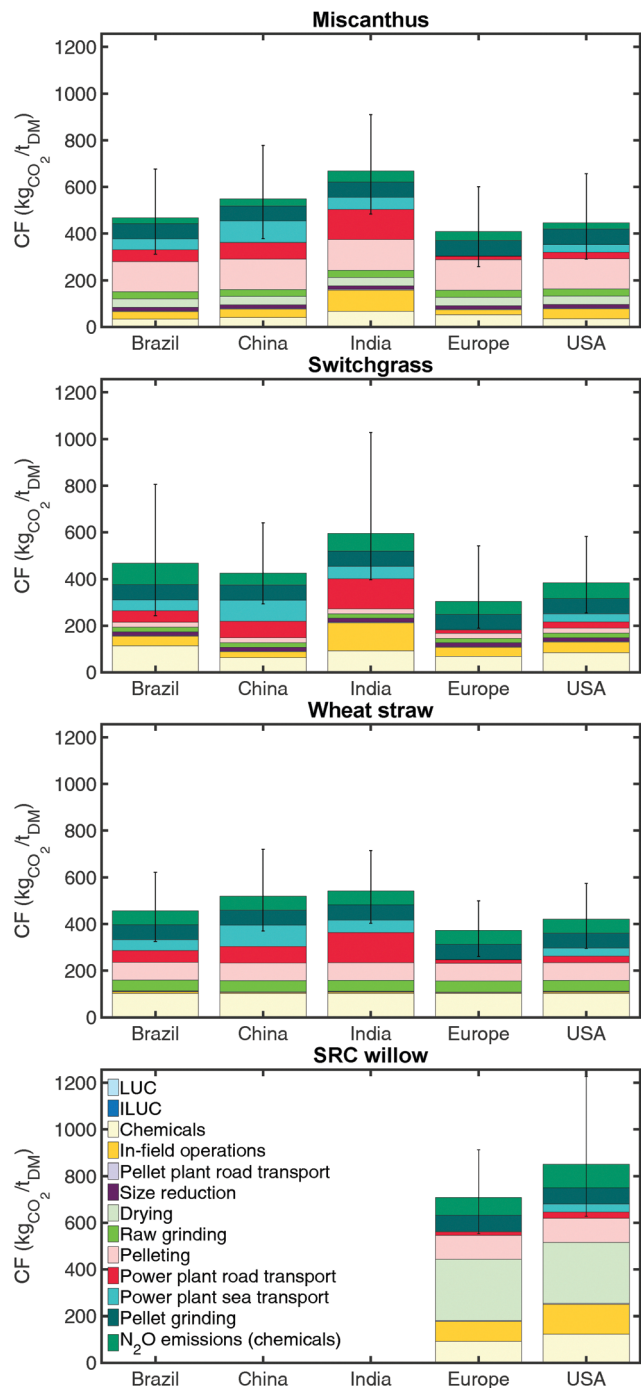 Miscanthus
1200
1000
800
600
400
200
0
CF (kgCO2/tDM)
Brazil China India Europe USA
Switchgrass
1200
1000
800
600
400
200
0
CF (kgCO2/tDM)
Brazil China India Europe USA
Wheat straw
1200
1000
800
600
400
200
0
CF (kgCO2/tDM)
Brazil China India Europe USA
SRC willow
1200
1000
800
600
400
200
0
CF (kgCO2/tDM)
LUC
ILUC
Chemicals
In-field operations
Pellet plant road transport
Size reduction
Drying
Raw grinding
Pelleting
Power plant road transport
Power plant sea transport
Pellet grinding
N2O emissions (chemicals)
Brazil China India Europe USA